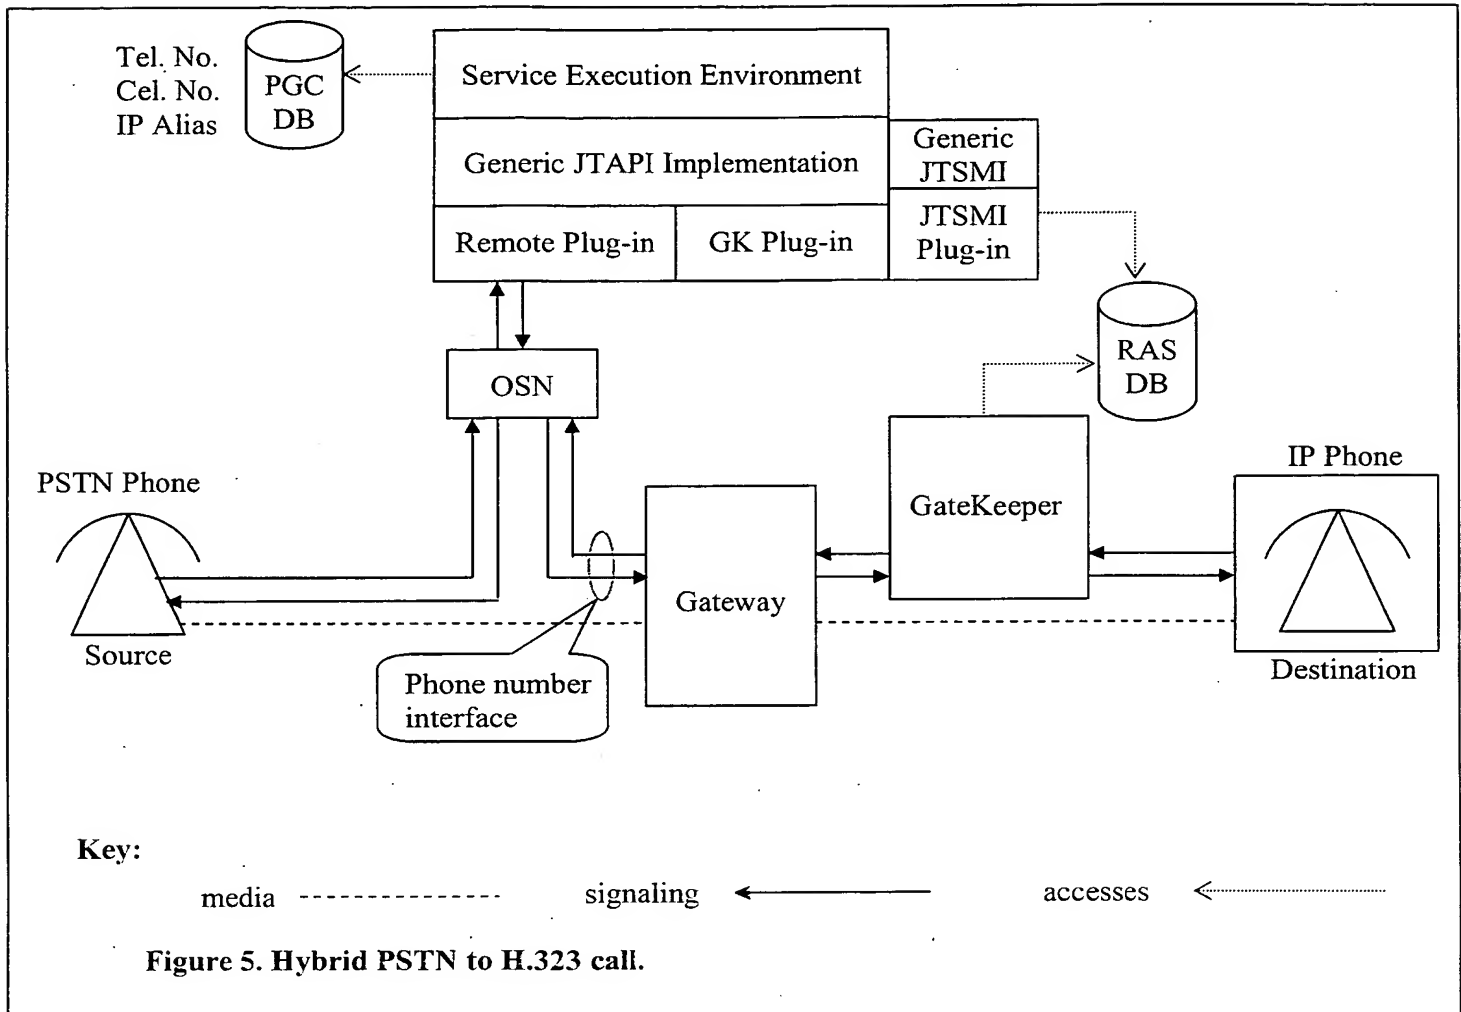 Tel. No.
Cel. No.
IP Alias
PGC
DB
Service Execution Environment
Generic JTAPI Implementation
Generic
JTSMI
Remote Plug-in
GK Plug-in
JTSMI
Plug-in
OSN
RAS
DB
PSTN Phone
Source
Phone number
interface
Gateway
GateKeeper
IP Phone
Destination
Key:
media
signaling
accesses
Figure 5. Hybrid PSTN to H.323 call.